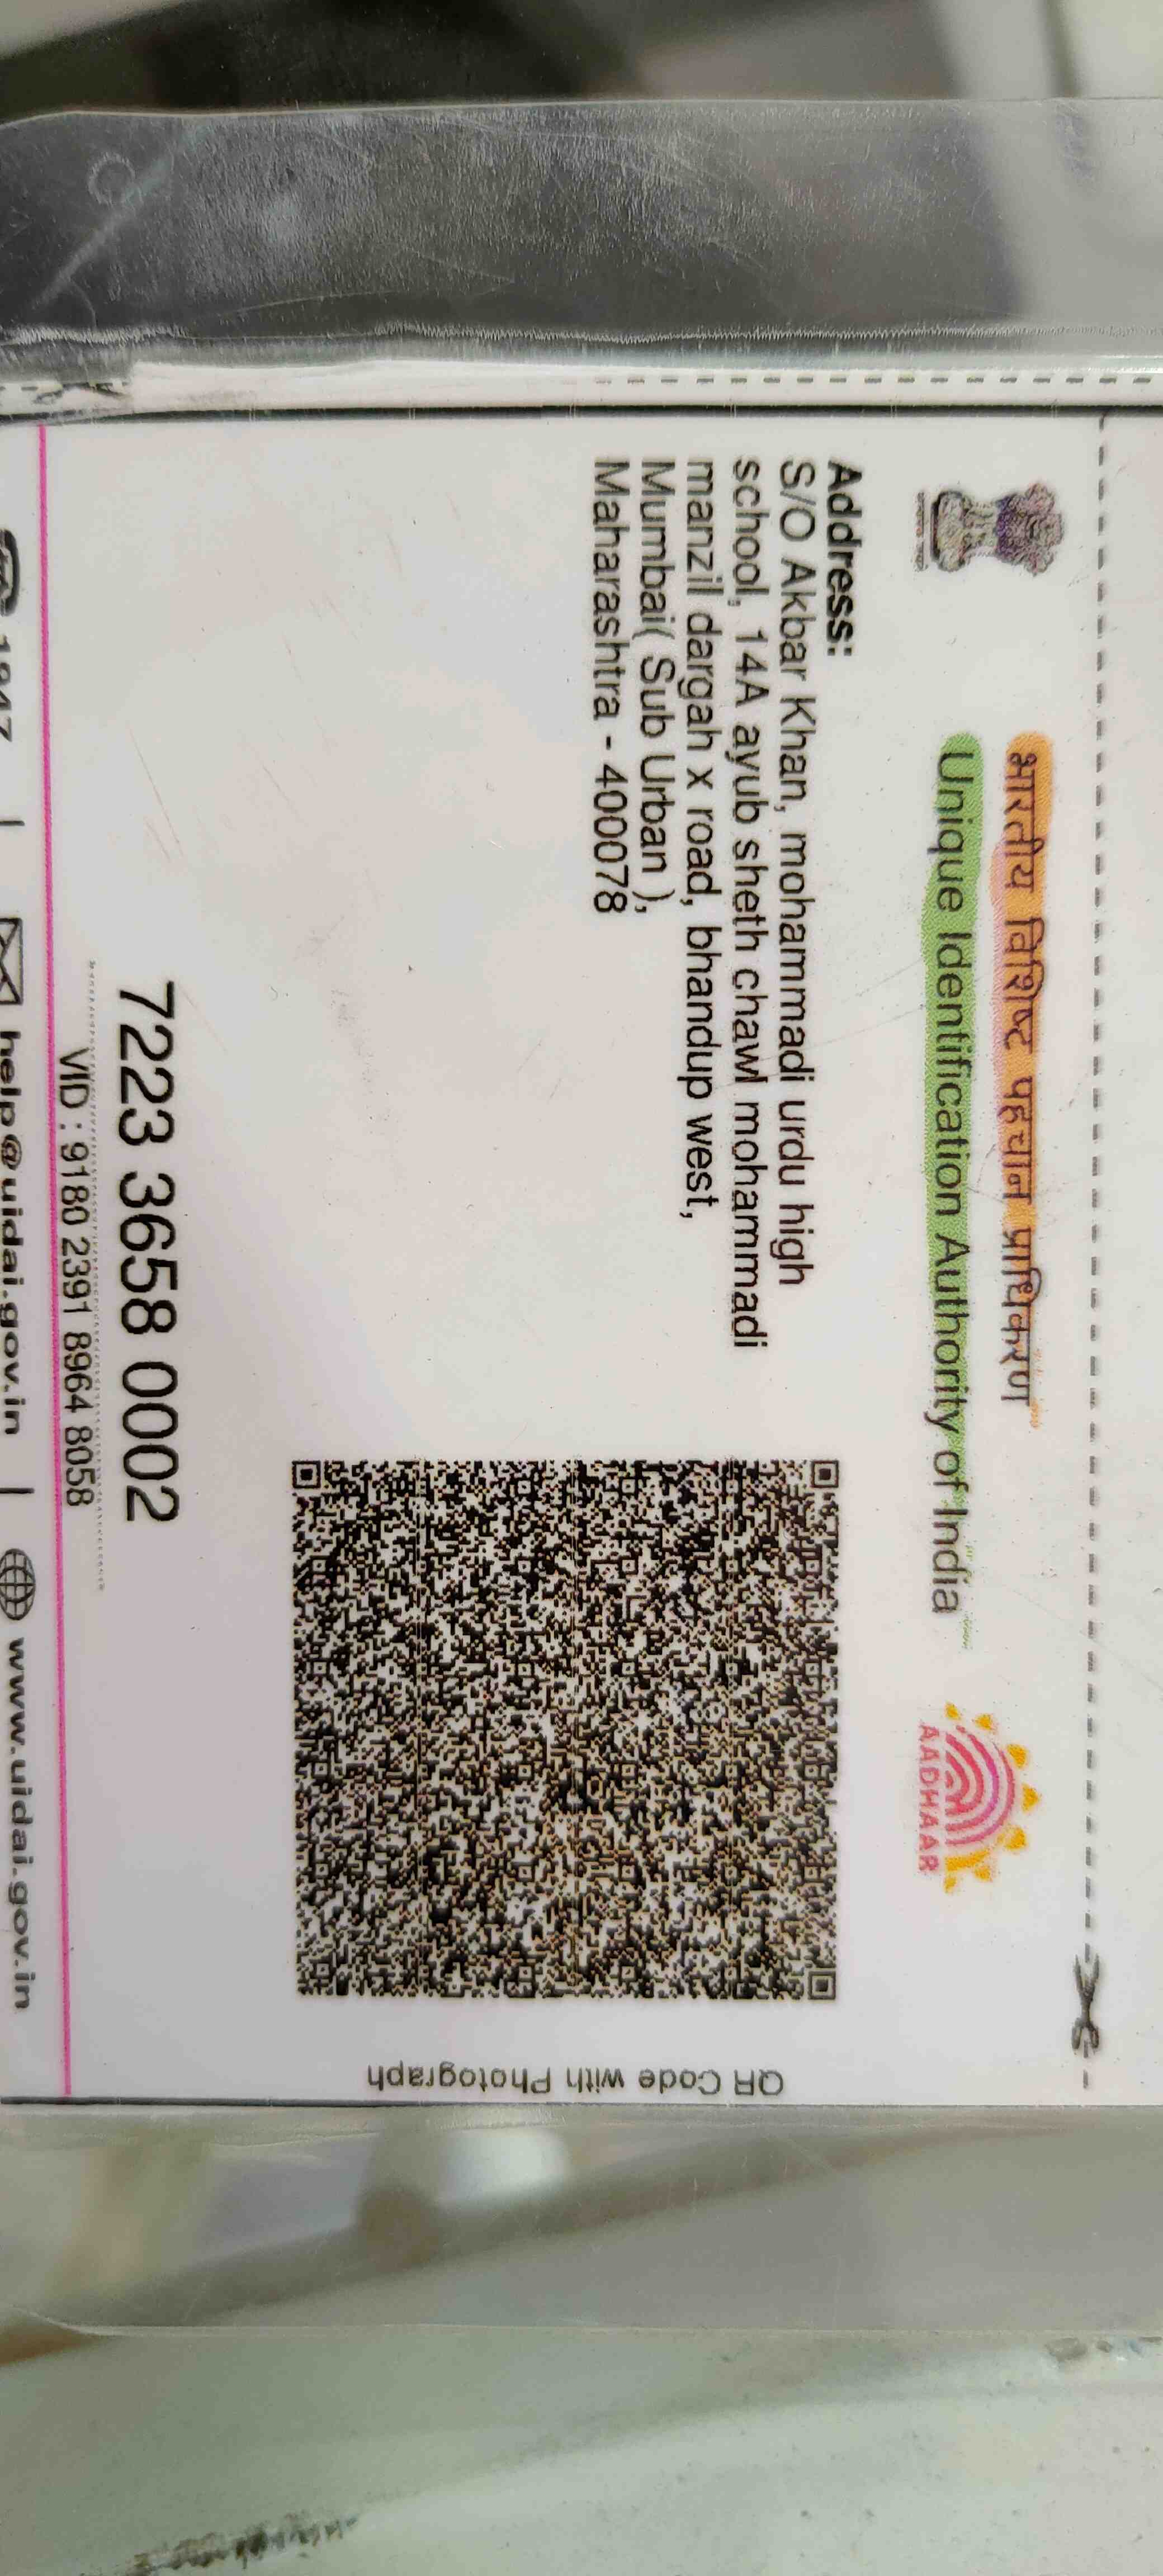 भारतीय विशिष्ट पहचान प्राधिकरण
Unique Identification Authority of India
AADHAAR
Address:
S/O Akbar Khan, mohammadi urdu high
school, 14A ayub sheth chawl mohammadi
manzil dargah x road, bhandup west,
Mumbai( Sub Urban ),
Maharashtra - 400078
QR Code with Photograph
7223 3658 0002
VID : 9180 2391 8964 8058
1947 | help@uidai.gov.in | www.uidai.gov.in